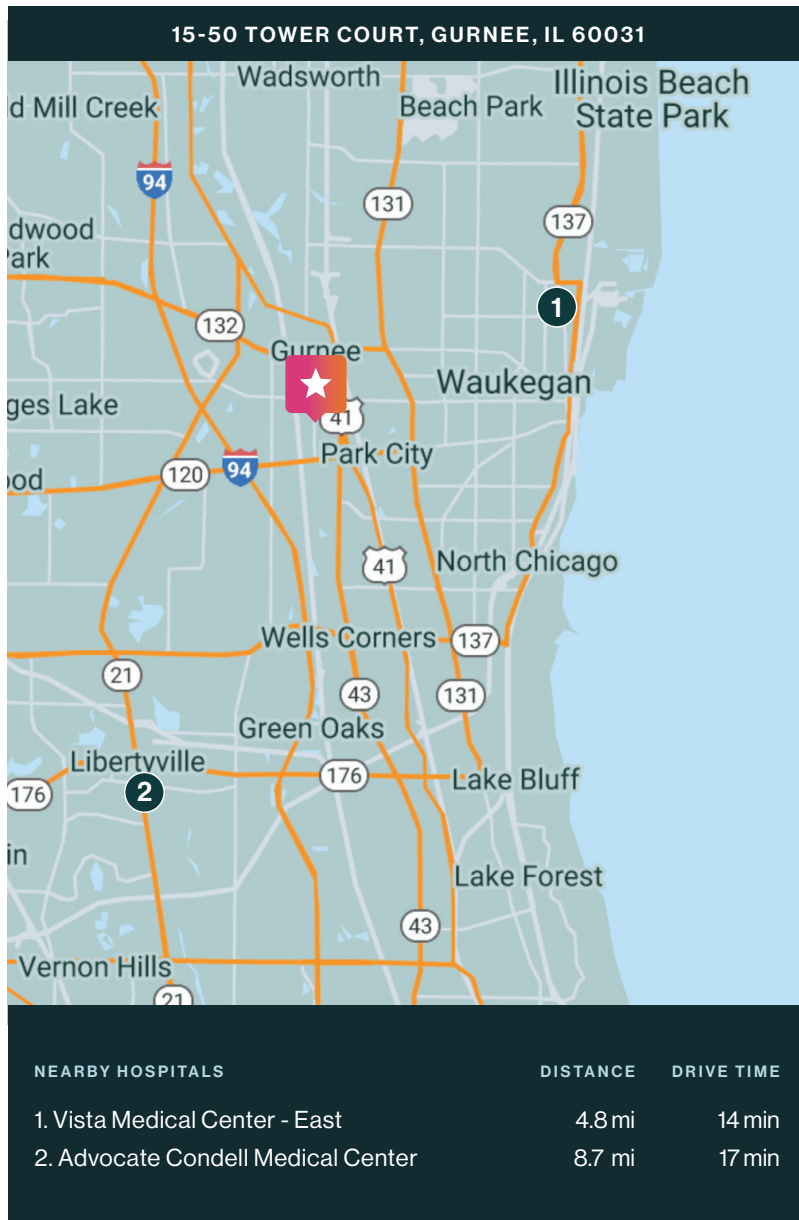 15-50 TOWER COURT, GURNEE, IL 60031
Wadsworth
Illinois Beach
State Park
d Mill Creek
Beach Park
94
131
137
dwood
Park
1
132
Gurnee
Waukegan
ges Lake
41
Park City
94
120
ood
41
North Chicago
Wells Corners
137
21
43
131
Green Oaks
Libertyville
176
Lake Bluff
176
2
in
Lake Forest
43
Vernon Hills
21
NEARBY HOSPITALS DISTANCE DRIVE TIME
1. Vista Medical Center - East 4.8 mi 14 min
2. Advocate Condell Medical Center 8.7 mi 17 min